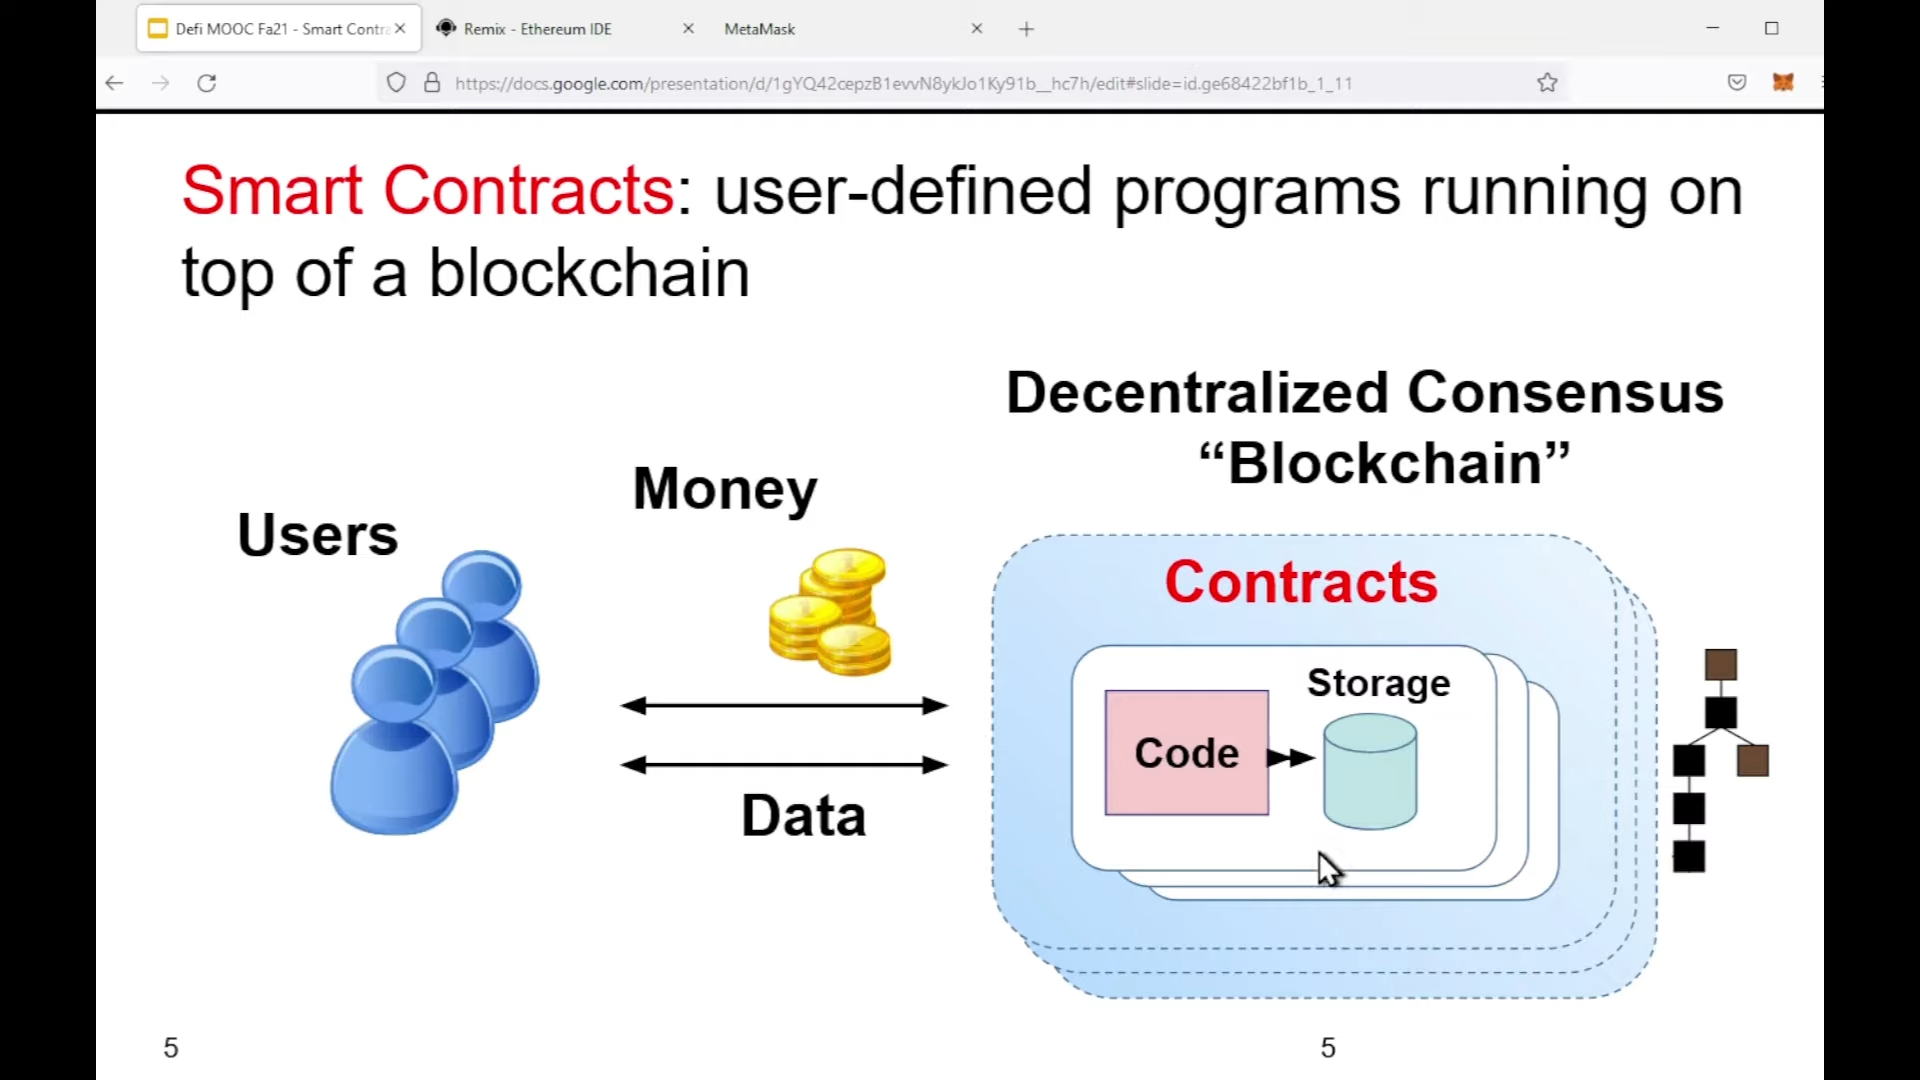 Defi MOOC Fa21 - Smart Contra
Remix - Ethereum IDE
MetaMask
https://docs.google.com/presentation/d/1gYQ42cepzB1evvN8ykJo1Ky91b__hc7h/edit#slide=id.ge68422bf1b_1_11
Smart Contracts: user-defined programs running on
top of a blockchain
Decentralized Consensus
“Blockchain”
Money
Users
Contracts
Storage
Code
Data
5
5